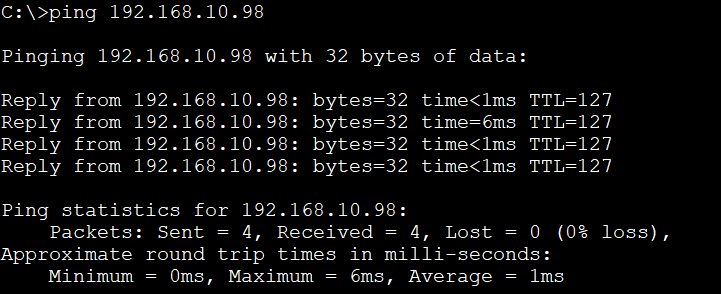 C:\>ping 192.168.10.98
Pinging 192.168.10.98 with 32 bytes of data:
Reply from 192.168.10.98: bytes=32 time<1ms TTL=127
Reply from 192.168.10.98: bytes=32 time=6ms TTL=127
Reply from 192.168.10.98: bytes=32 time<1ms TTL=127
Reply from 192.168.10.98: bytes=32 time<1ms TTL=127
Ping statistics for 192.168.10.98:
    Packets: Sent = 4, Received = 4, Lost = 0 (0% loss),
Approximate round trip times in milli-seconds:
    Minimum = 0ms, Maximum = 6ms, Average = 1ms